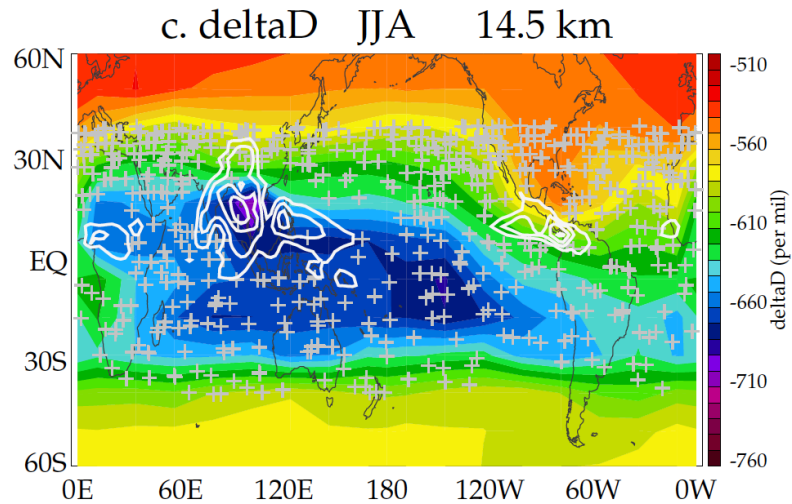 c. deltaD JJA 14.5 km
60N
30N
EQ
30S
60S
0E 60E 120E 180 120W 60W 0W
-510
-560
-610
-660
-710
-760
deltaD (per mil)